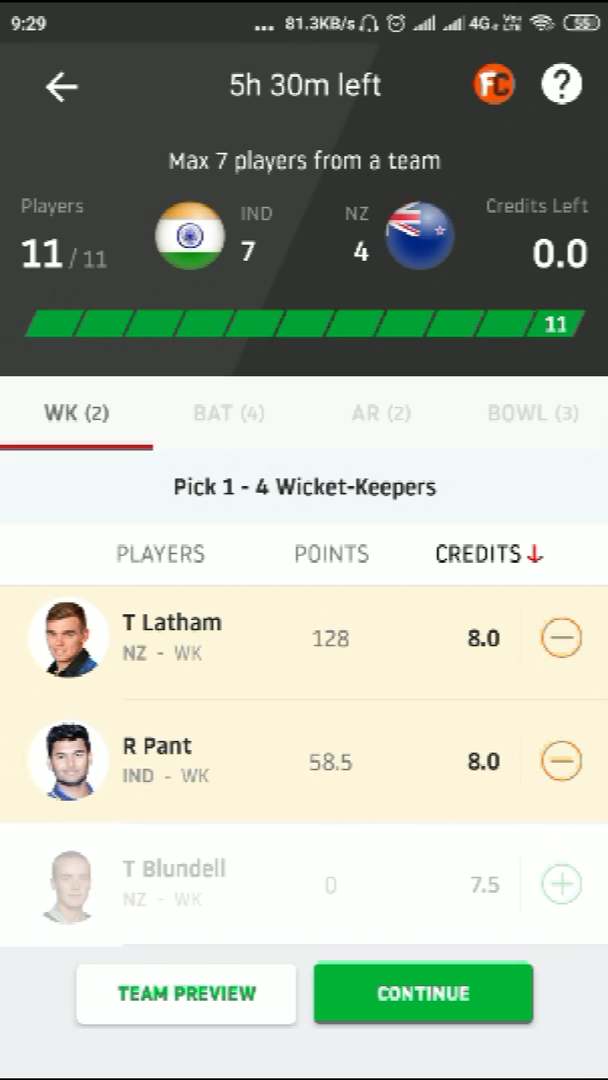 9:29 ... 81.3KB/s 4G+ 55
5h 30m left FC ?
Max 7 players from a team
Players IND NZ Credits Left
11 / 11 7 4 0.0
11
WK (2) BAT (4) AR (2) BOWL (3)
Pick 1 - 4 Wicket-Keepers
PLAYERS POINTS CREDITS
T Latham
NZ - WK 128 8.0
R Pant
IND - WK 58.5 8.0
T Blundell
NZ - WK 0 7.5
TEAM PREVIEW CONTINUE